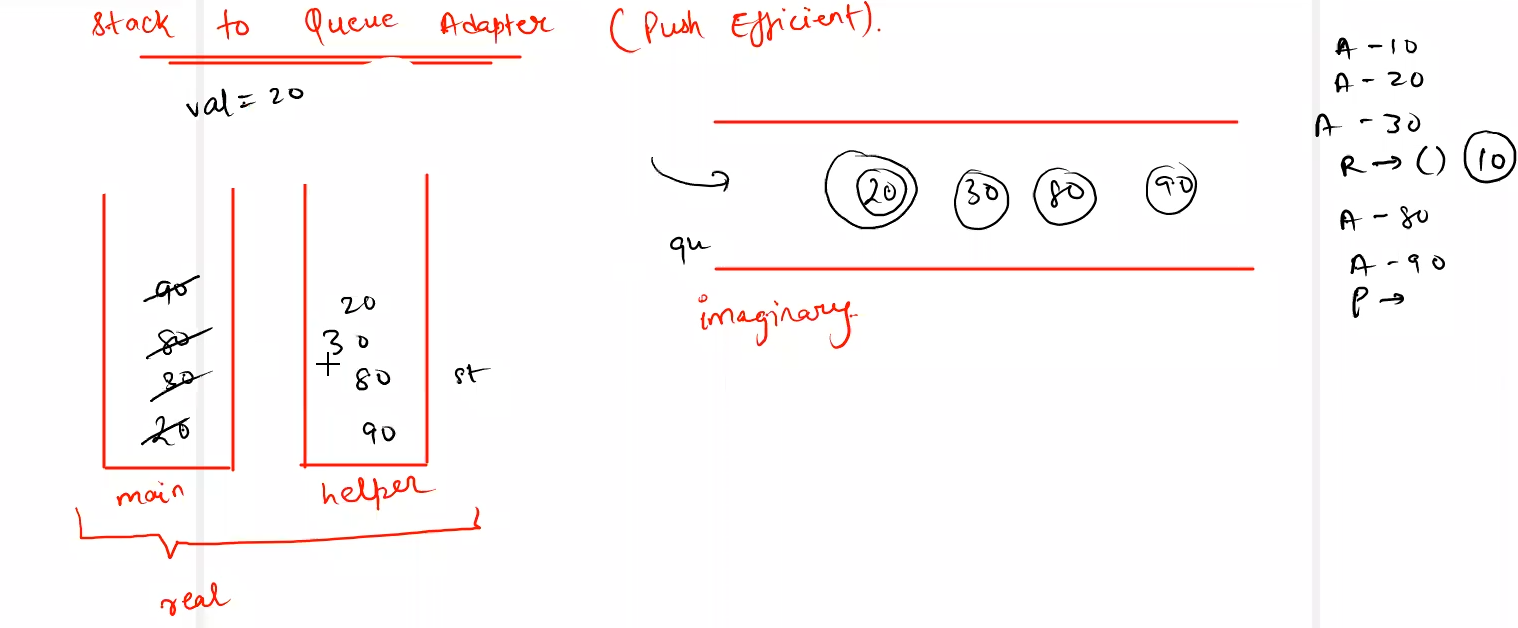 Stack to Queue Adapter (Push Efficient).
val = 20
90
80
30
20
main
20
30
80
90
helper
st
real
20 30 80 90
qu
imaginary
A - 10
A - 20
A - 30
R → () 10
A - 80
A - 90
P →